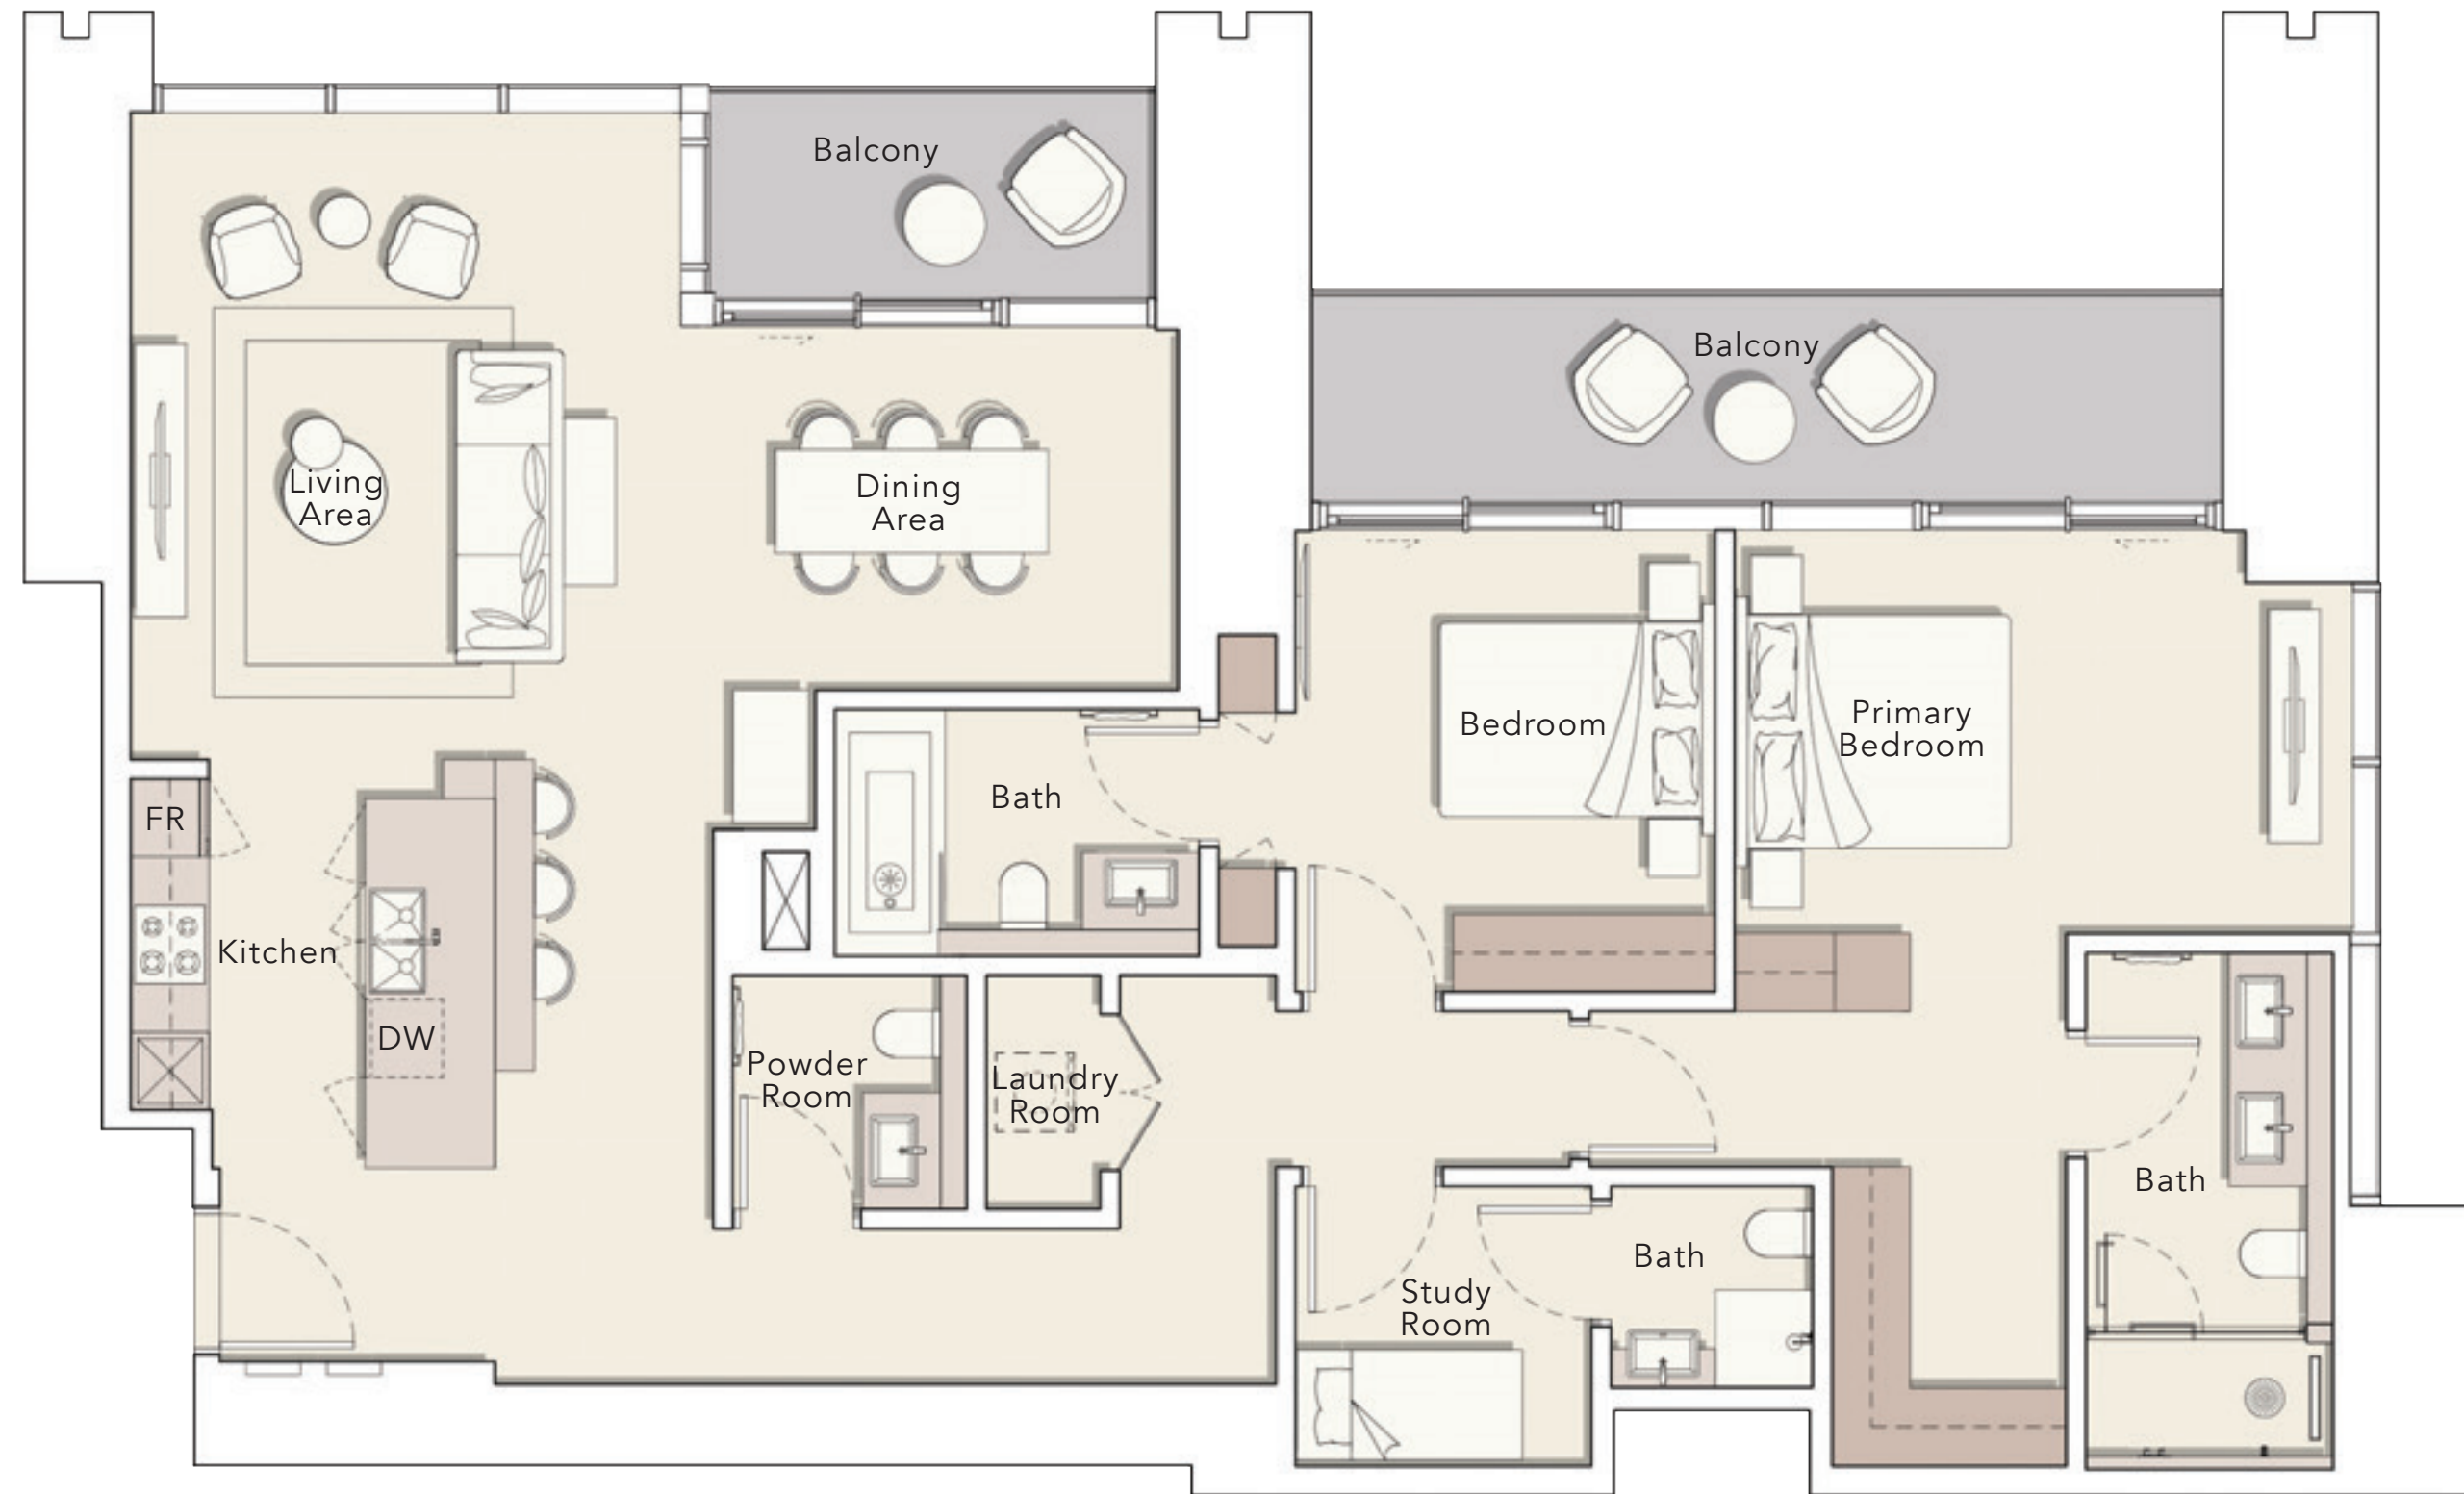 Balcony
Balcony
Living
Area
Dining
Area
Bedroom
Primary
Bedroom
Bath
FR
Kitchen
DW
Powder
Room
Laundry
Room
Bath
Bath
Study
Room